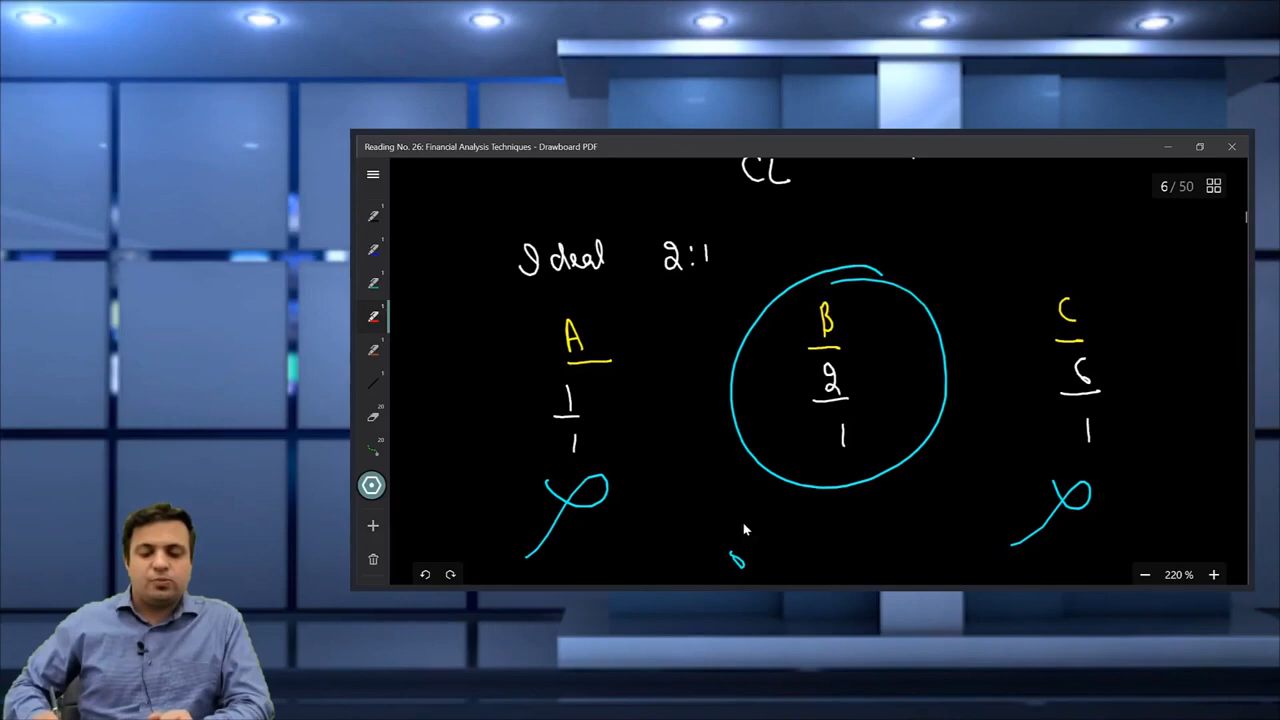 Reading No. 26: Financial Analysis Techniques - Drawboard PDF
CL
6 / 50
Ideal 2:1
A B C
1 2 6
1 1 1
220 %